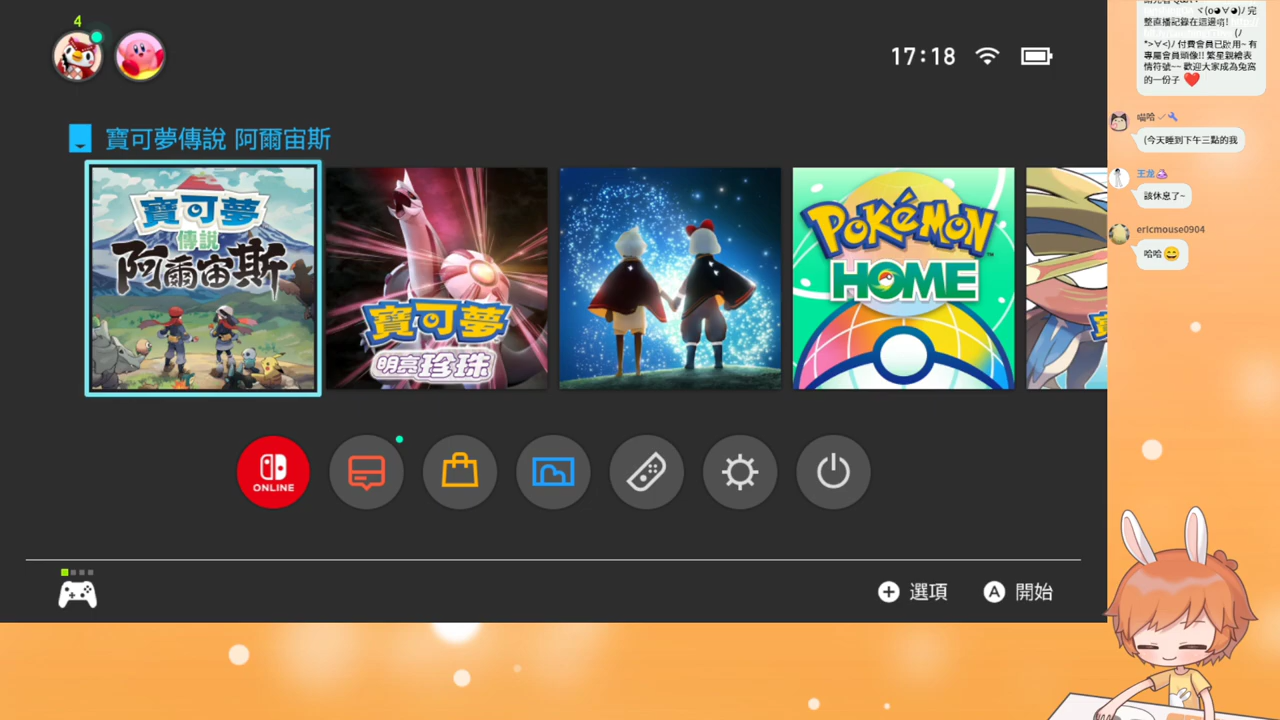 4
17:18
寶可夢傳說 阿爾宙斯
寶可夢
傳說
阿爾宙斯
寶可夢
明亮珍珠
POKéMON
HOME
ONLINE
選項
開始
ヾ(o◕∀◕)ﾉ 完
整直播記錄在這邊唷!
(ﾉ
*>∀<)ﾉ 付費會員已啟用~ 有
專屬會員頭像!! 繁星親繪表
情符號~~ 歡迎大家成為兔窩
的一份子 ❤️
喵哈
(今天睡到下午三點的我
王龙
該休息了~
ericmouse0904
哈哈😄